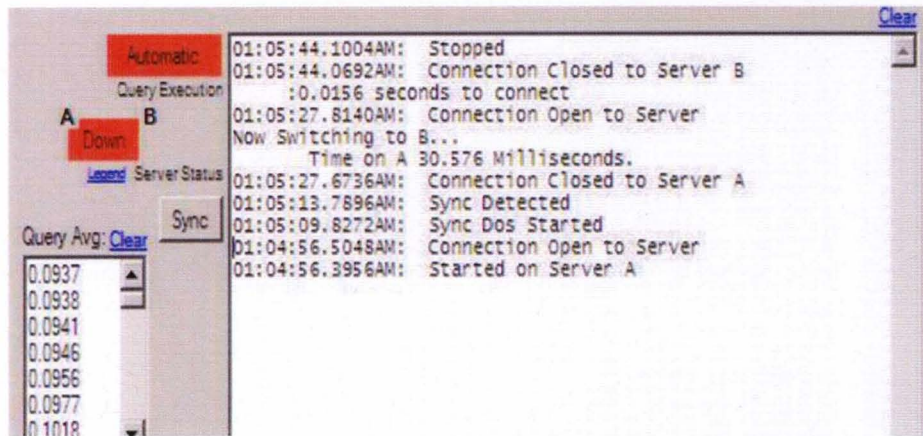 Clear
Automatic
Query Execution
A B
Down
Legend Server Status
Sync
Query Avg: Clear
0.0937
0.0938
0.0941
0.0946
0.0956
0.0977
0.1018
01:05:44.1004AM: Stopped
01:05:44.0692AM: Connection Closed to Server B
:0.0156 seconds to connect
01:05:27.8140AM: Connection Open to Server
Now Switching to B...
Time on A 30.576 Milliseconds.
01:05:27.6736AM: Connection Closed to Server A
01:05:13.7896AM: Sync Detected
01:05:09.8272AM: Sync Dos Started
01:04:56.5048AM: Connection Open to Server
01:04:56.3956AM: Started on Server A